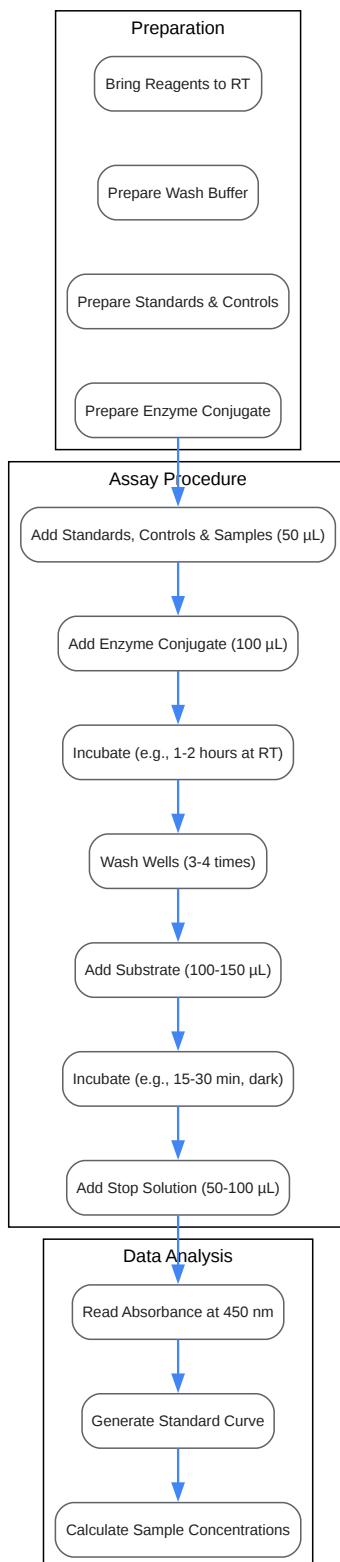 Preparation
Bring Reagents to RT
Prepare Wash Buffer
Prepare Standards & Controls
Prepare Enzyme Conjugate
Assay Procedure
Add Standards, Controls & Samples (50 µL)
Add Enzyme Conjugate (100 µL)
Incubate (e.g., 1-2 hours at RT)
Wash Wells (3-4 times)
Add Substrate (100-150 µL)
Incubate (e.g., 15-30 min, dark)
Add Stop Solution (50-100 µL)
Data Analysis
Read Absorbance at 450 nm
Generate Standard Curve
Calculate Sample Concentrations